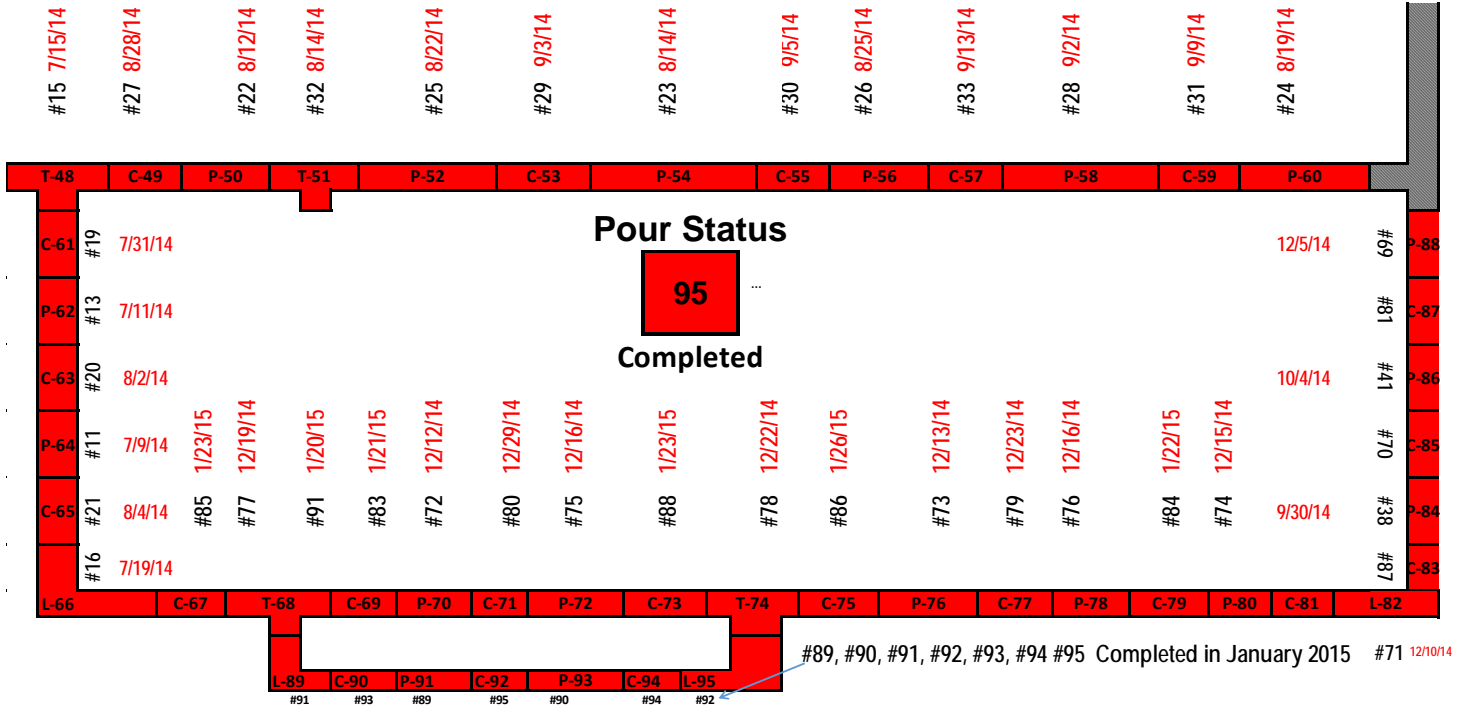 #15 7/15/14
#27 8/28/14
#22 8/12/14
#32 8/14/14
#25 8/22/14
#29 9/3/14
#23 8/14/14
#30 9/5/14
#26 8/25/14
#33 9/13/14
#28 9/2/14
#31 9/9/14
#24 8/19/14
T-48 C-49 P-50 T-51 P-52 C-53 P-54 C-55 P-56 C-57 P-58 C-59 P-60
Pour Status
95
...
Completed
C-61 #19 7/31/14
P-62 #13 7/11/14
C-63 #20 8/2/14
P-64 #11 7/9/14
C-65 #21 8/4/14
#16 7/19/14
12/5/14 #69 P-88
#81 C-87
10/4/14 #41 P-86
#70 C-85
9/30/14 #38 P-84
#87 C-83
#85 1/23/15
#77 12/19/14
#91 1/20/15
#83 1/21/15
#72 12/12/14
#80 12/29/14
#75 12/16/14
#88 1/23/15
#78 12/22/14
#86 1/26/15
#73 12/13/14
#79 12/23/14
#76 12/16/14
#84 1/22/15
#74 12/15/14
L-66 C-67 T-68 C-69 P-70 C-71 P-72 C-73 T-74 C-75 P-76 C-77 P-78 C-79 P-80 C-81 L-82
#89, #90, #91, #92, #93, #94 #95 Completed in January 2015 #71 12/10/14
L-89 C-90 P-91 C-92 P-93 C-94 L-95
#91 #93 #89 #95 #90 #94 #92